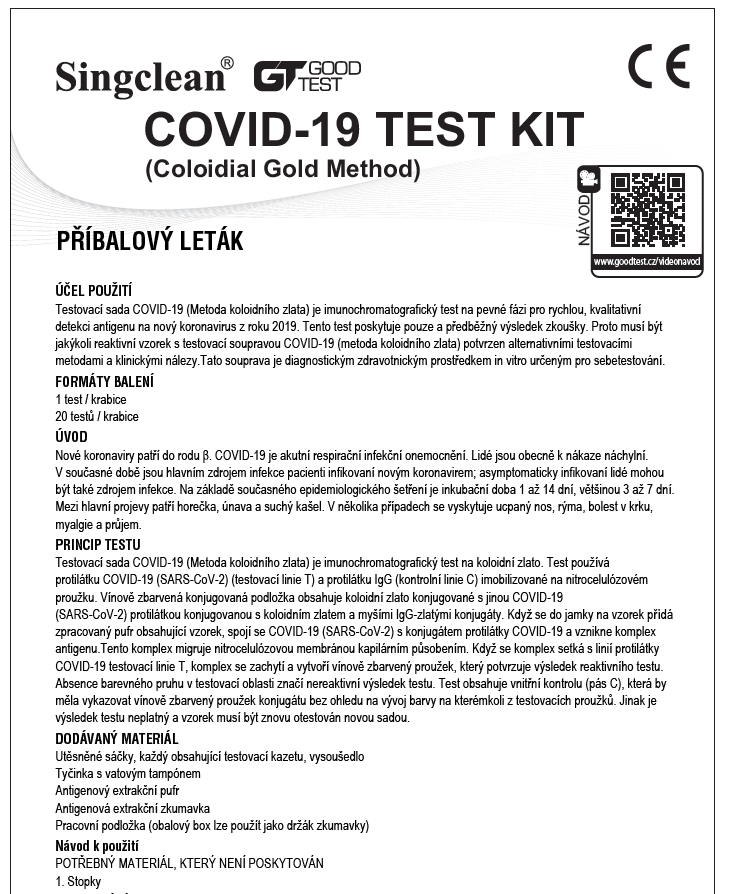 Singclean®
GT GOOD TEST
CE
COVID-19 TEST KIT
(Coloidial Gold Method)
NÁVOD
www.goodtest.cz/videonavod
PŘÍBALOVÝ LETÁK
ÚČEL POUŽITÍ
Testovací sada COVID-19 (Metoda koloidního zlata) je imunochromatografický test na pevné fázi pro rychlou, kvalitativní
detekci antigenu na nový koronavirus z roku 2019. Tento test poskytuje pouze a předběžný výsledek zkoušky. Proto musí být
jakýkoli reaktivní vzorek s testovací soupravou COVID-19 (metoda koloidního zlata) potvrzen alternativními testovacími
metodami a klinickými nálezy.Tato souprava je diagnostickým zdravotnickým prostředkem in vitro určeným pro sebetestování.
FORMÁTY BALENÍ
1 test / krabice
20 testů / krabice
ÚVOD
Nové koronaviry patří do rodu β. COVID-19 je akutní respirační infekční onemocnění. Lidé jsou obecně k nákaze náchylní.
V současné době jsou hlavním zdrojem infekce pacienti infikovaní novým koronavirem; asymptomaticky infikovaní lidé mohou
být také zdrojem infekce. Na základě současného epidemiologického šetření je inkubační doba 1 až 14 dní, většinou 3 až 7 dní.
Mezi hlavní projevy patří horečka, únava a suchý kašel. V několika případech se vyskytuje ucpaný nos, rýma, bolest v krku,
myalgie a průjem.
PRINCIP TESTU
Testovací sada COVID-19 (Metoda koloidního zlata) je imunochromatografický test na koloidní zlato. Test používá
protilátku COVID-19 (SARS-CoV-2) (testovací linie T) a protilátku IgG (kontrolní linie C) imobilizované na nitrocelulózovém
proužku. Vínově zbarvená konjugovaná podložka obsahuje koloidní zlato konjugované s jinou COVID-19
(SARS-CoV-2) protilátkou konjugovanou s koloidním zlatem a myšími IgG-zlatými konjugáty. Když se do jamky na vzorek přidá
zpracovaný pufr obsahující vzorek, spojí se COVID-19 (SARS-CoV-2) s konjugátem protilátky COVID-19 a vznikne komplex
antigenu.Tento komplex migruje nitrocelulózovou membránou kapilárním působením. Když se komplex setká s linií protilátky
COVID-19 testovací linie T, komplex se zachytí a vytvoří vínově zbarvený proužek, který potvrzuje výsledek reaktivního testu.
Absence barevného pruhu v testovací oblasti značí nereaktivní výsledek testu. Test obsahuje vnitřní kontrolu (pás C), která by
měla vykazovat vínově zbarvený proužek konjugátu bez ohledu na vývoj barvy na kterémkoli z testovacích proužků. Jinak je
výsledek testu neplatný a vzorek musí být znovu otestován novou sadou.
DODÁVANÝ MATERIÁL
Utěsněné sáčky, každý obsahující testovací kazetu, vysoušedlo
Tyčinka s vatovým tampónem
Antigenový extrakční pufr
Antigenová extrakční zkumavka
Pracovní podložka (obalový box lze použít jako držák zkumavky)
Návod k použití
POTŘEBNÝ MATERIÁL, KTERÝ NENÍ POSKYTOVÁN
1. Stopky